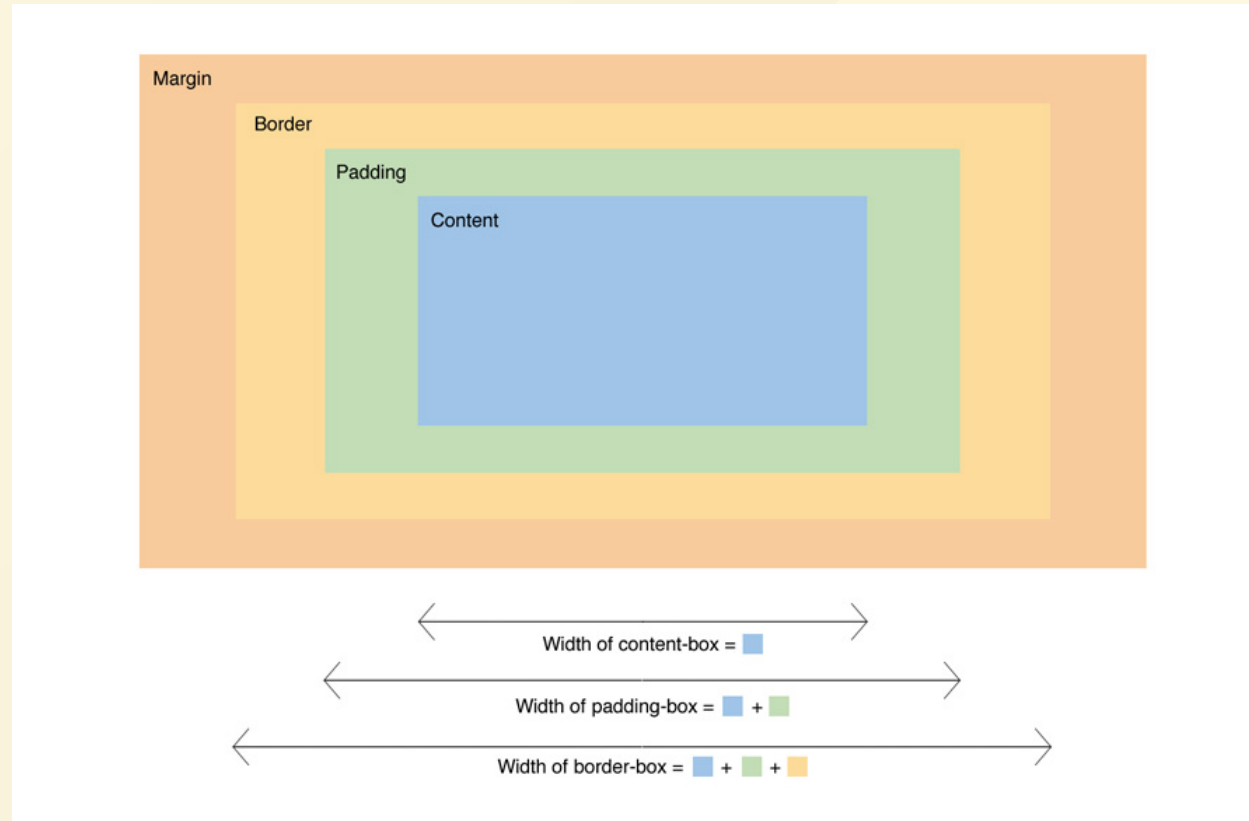 Margin
Border
Padding
Content
Width of content-box =
Width of padding-box = +
Width of border-box = + +